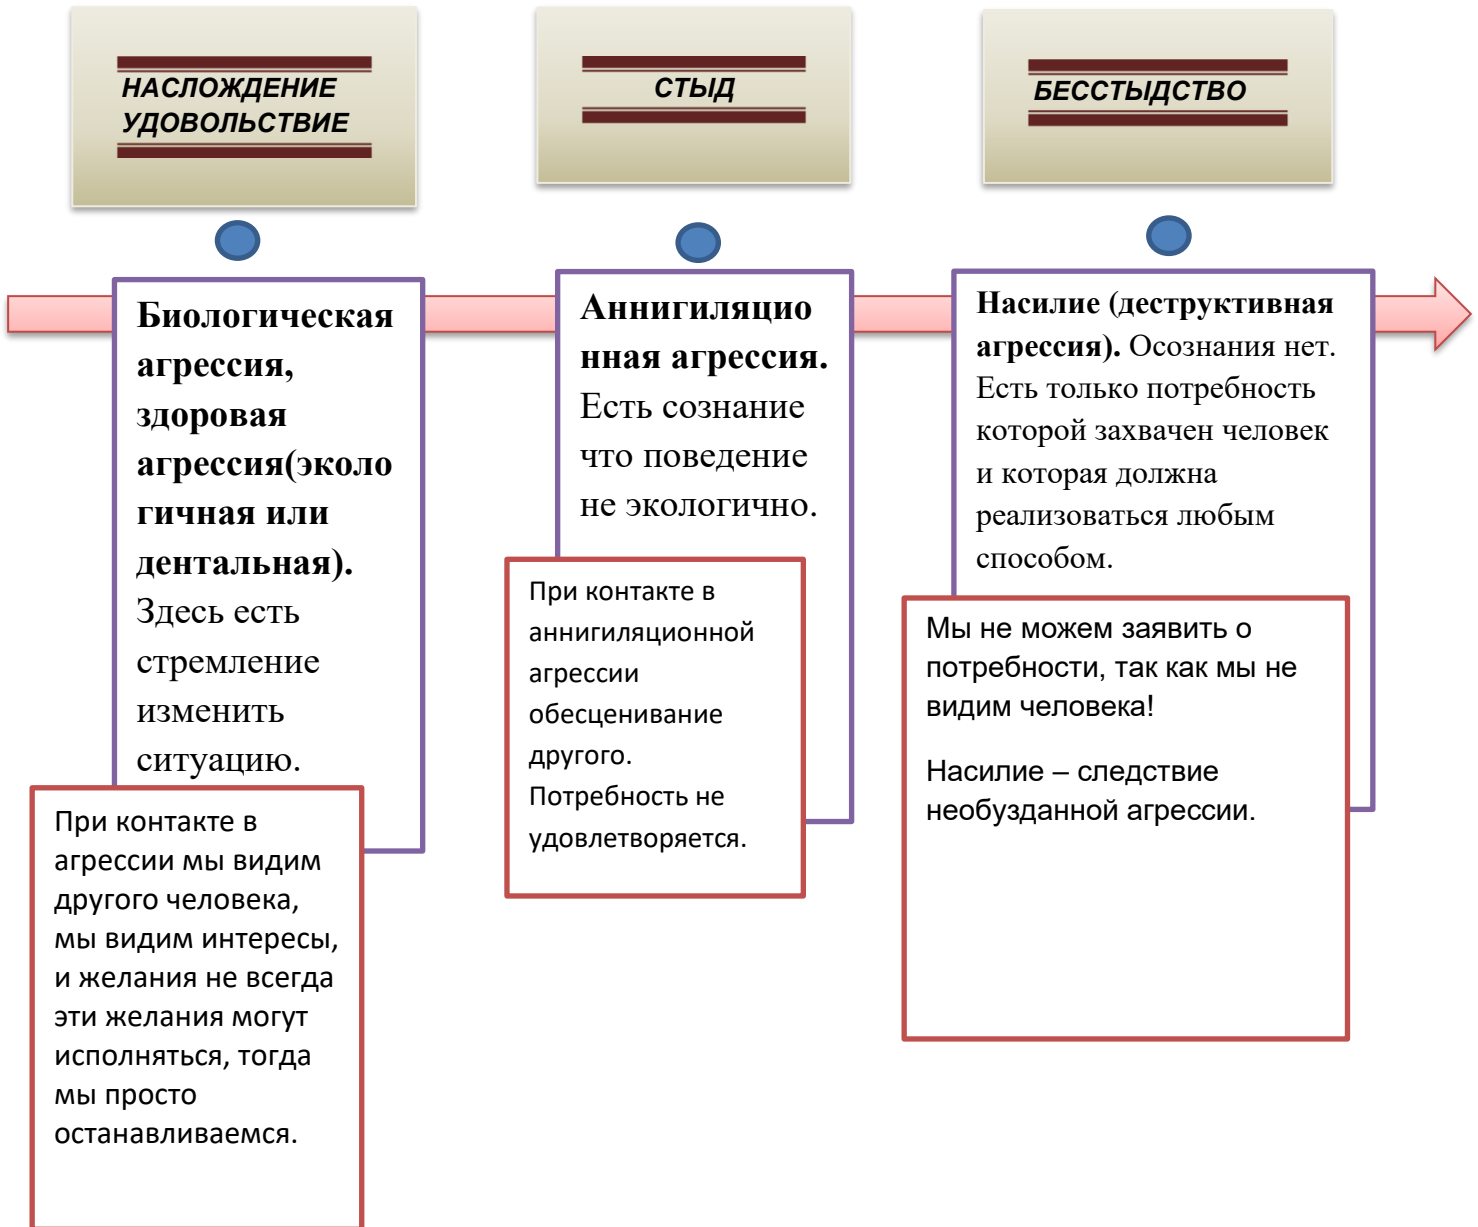 НАСЛОЖДЕНИЕ
УДОВОЛЬСТВИЕ
СТЫД
БЕССТЫДСТВО
Биологическая
агрессия,
здоровая
агрессия(эколо
гичная или
дентальная).
Здесь есть
стремление
изменить
ситуацию.
При контакте в
агрессии мы видим
другого человека,
мы видим интересы,
и желания не всегда
эти желания могут
исполняться, тогда
мы просто
останавливаемся.
Аннигиляцио
нная агрессия.
Есть сознание
что поведение
не экологично.
При контакте в
аннигиляционной
агрессии
обесценивание
другого.
Потребность не
удовлетворяется.
Насилие (деструктивная
агрессия). Осознания нет.
Есть только потребность
которой захвачен человек
и которая должна
реализоваться любым
способом.
Мы не можем заявить о
потребности, так как мы не
видим человека!
Насилие – следствие
необузданной агрессии.